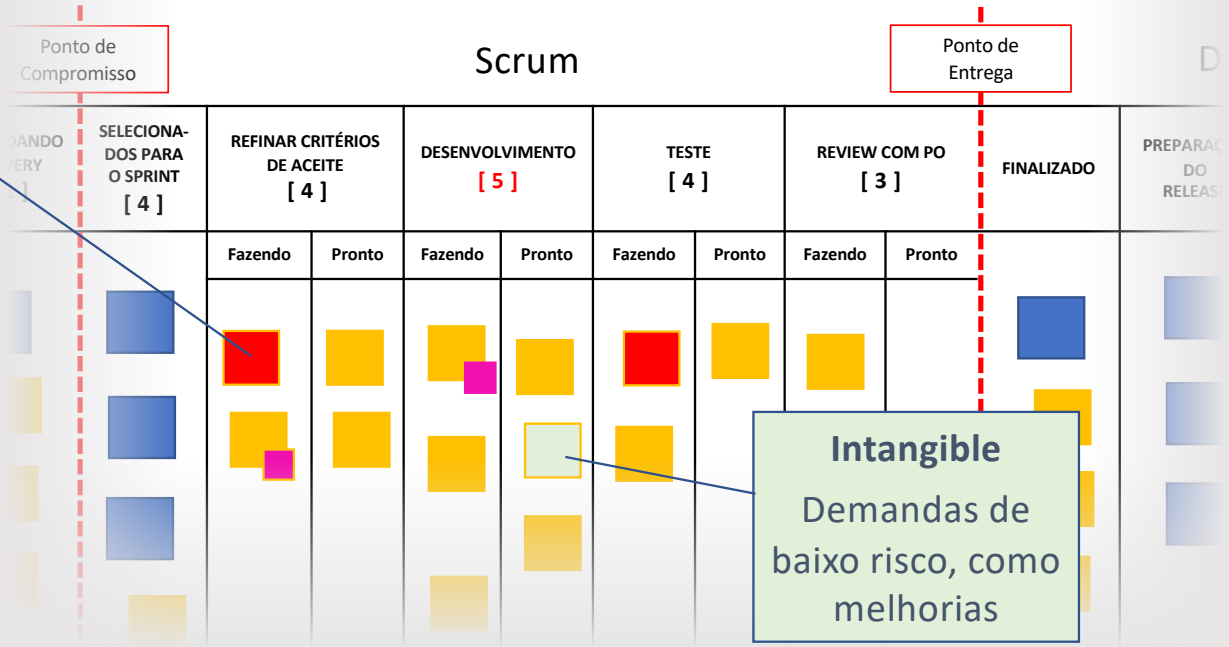 Ponto de
Compromisso
Scrum
Ponto de
Entrega
D
SELECIONA-
DOS PARA
O SPRINT
[ 4 ]
REFINAR CRITÉRIOS
DE ACEITE
[ 4 ]
DESENVOLVIMENTO
[ 5 ]
TESTE
[ 4 ]
REVIEW COM PO
[ 3 ]
FINALIZADO
DO
Fazendo
Pronto
Fazendo
Pronto
Fazendo
Pronto
Fazendo
Pronto
Intangible
Demandas de
baixo risco, como
melhorias